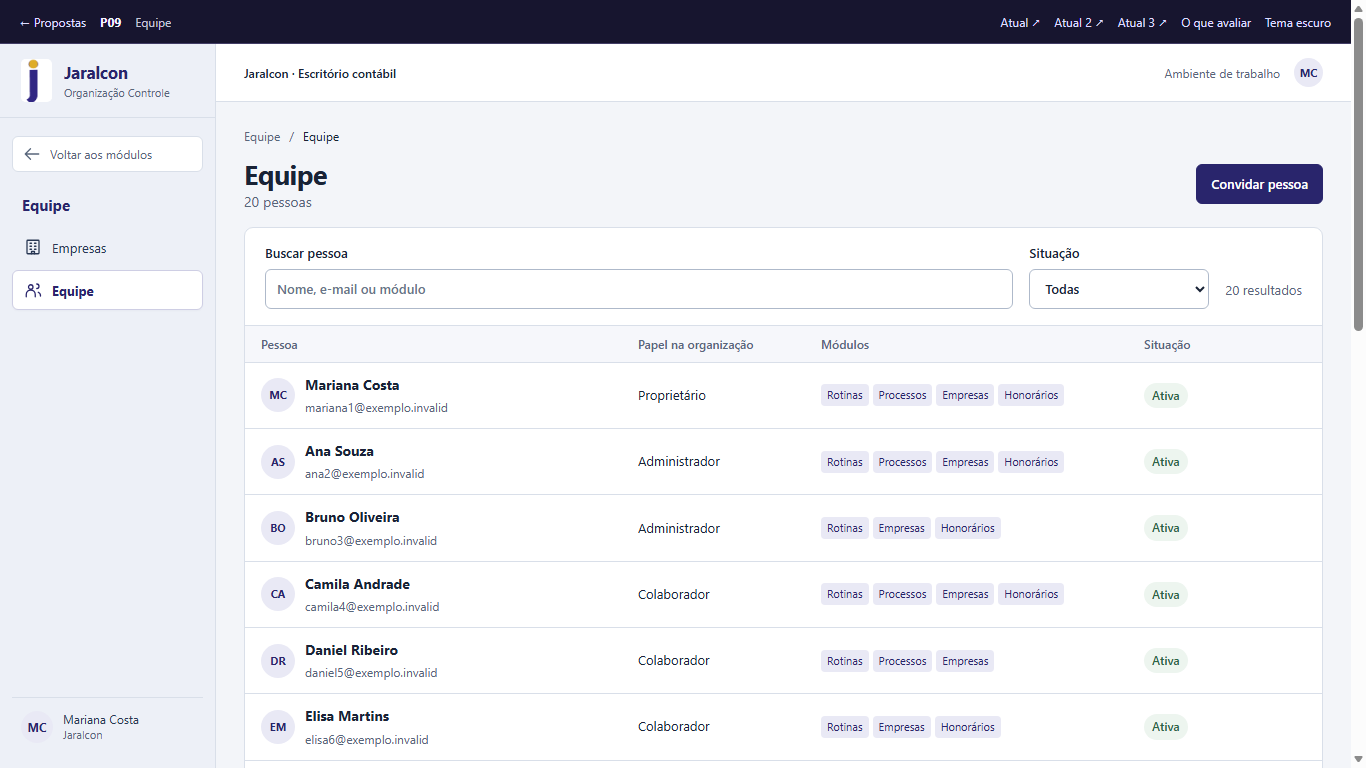 ← Propostas P09 Equipe Atual ↗ Atual 2 ↗ Atual 3 ↗ O que avaliar Tema escuro
j Jaralcon
Organização Controle
Jaralcon · Escritório contábil Ambiente de trabalho MC
← Voltar aos módulos
Equipe
Empresas
Equipe
MC Mariana Costa
Jaralcon
Equipe / Equipe
Equipe
20 pessoas
Convidar pessoa
Buscar pessoa Situação
Nome, e-mail ou módulo Todas 20 resultados
Pessoa Papel na organização Módulos Situação
MC Mariana Costa Proprietário Rotinas Processos Empresas Honorários Ativa
mariana1@exemplo.invalid
AS Ana Souza Administrador Rotinas Processos Empresas Honorários Ativa
ana2@exemplo.invalid
BO Bruno Oliveira Administrador Rotinas Empresas Honorários Ativa
bruno3@exemplo.invalid
CA Camila Andrade Colaborador Rotinas Processos Empresas Honorários Ativa
camila4@exemplo.invalid
DR Daniel Ribeiro Colaborador Rotinas Processos Empresas Ativa
daniel5@exemplo.invalid
EM Elisa Martins Colaborador Rotinas Empresas Honorários Ativa
elisa6@exemplo.invalid